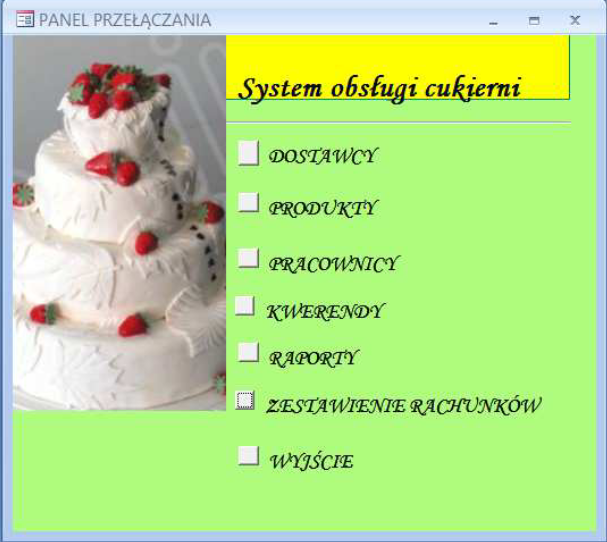 PANEL PRZEŁĄCZANIA
System obsługi cukierni
DOSTAWCY
PRODUKTY
PRACOWNICY
KWERENDY
RAPORTY
ZESTAWIENIE RACHUNKÓW
WYJŚCIE